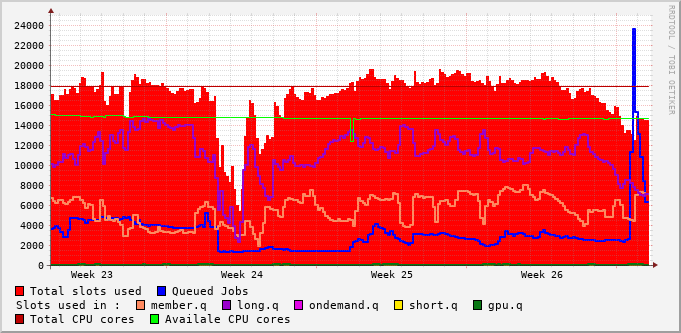 RRDTOOL / TOBI OETIKER
24000
22000
20000
18000
16000
14000
12000
10000
8000
6000
4000
2000
0
Week 23 Week 24 Week 25 Week 26
Total slots used Queued Jobs
Slots used in : member.q long.q ondemand.q short.q gpu.q
Total CPU cores Availale CPU cores